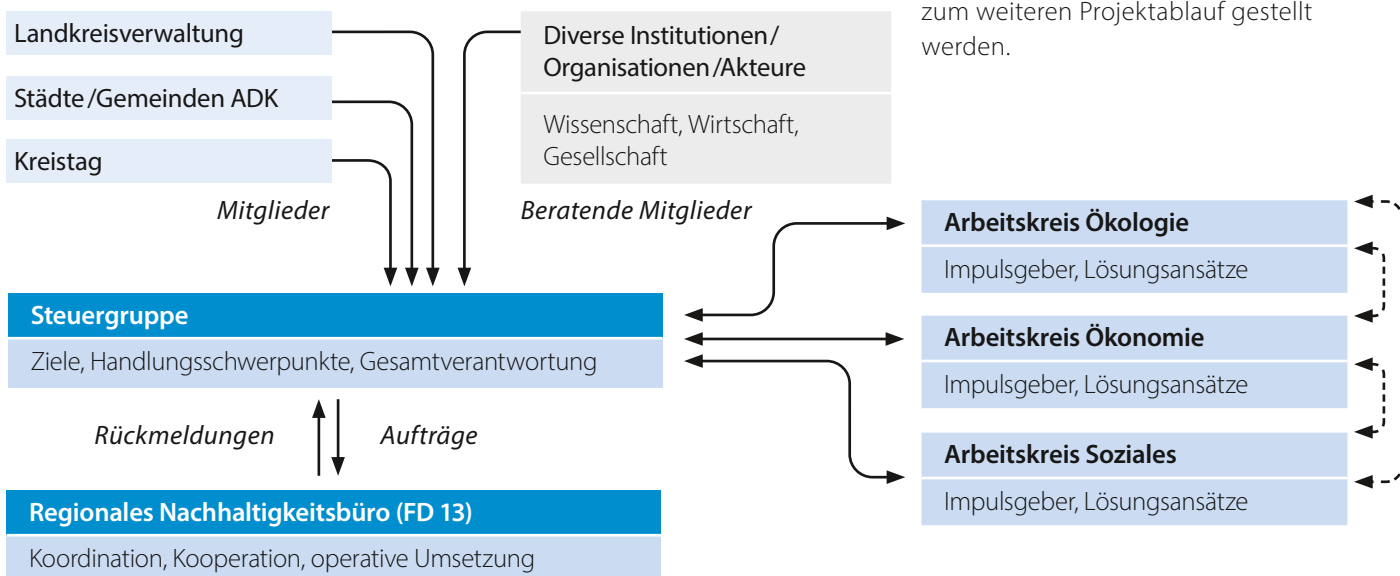 zum weiteren Projektablauf gestellt
werden.
Landkreisverwaltung
Städte/Gemeinden ADK
Kreistag
Mitglieder
Diverse Institutionen/
Organisationen/Akteure
Wissenschaft, Wirtschaft,
Gesellschaft
Beratende Mitglieder
Steuergruppe
Ziele, Handlungsschwerpunkte, Gesamtverantwortung
Rückmeldungen
Aufträge
Regionales Nachhaltigkeitsbüro (FD 13)
Koordination, Kooperation, operative Umsetzung
Arbeitskreis Ökologie
Impulsgeber, Lösungsansätze
Arbeitskreis Ökonomie
Impulsgeber, Lösungsansätze
Arbeitskreis Soziales
Impulsgeber, Lösungsansätze